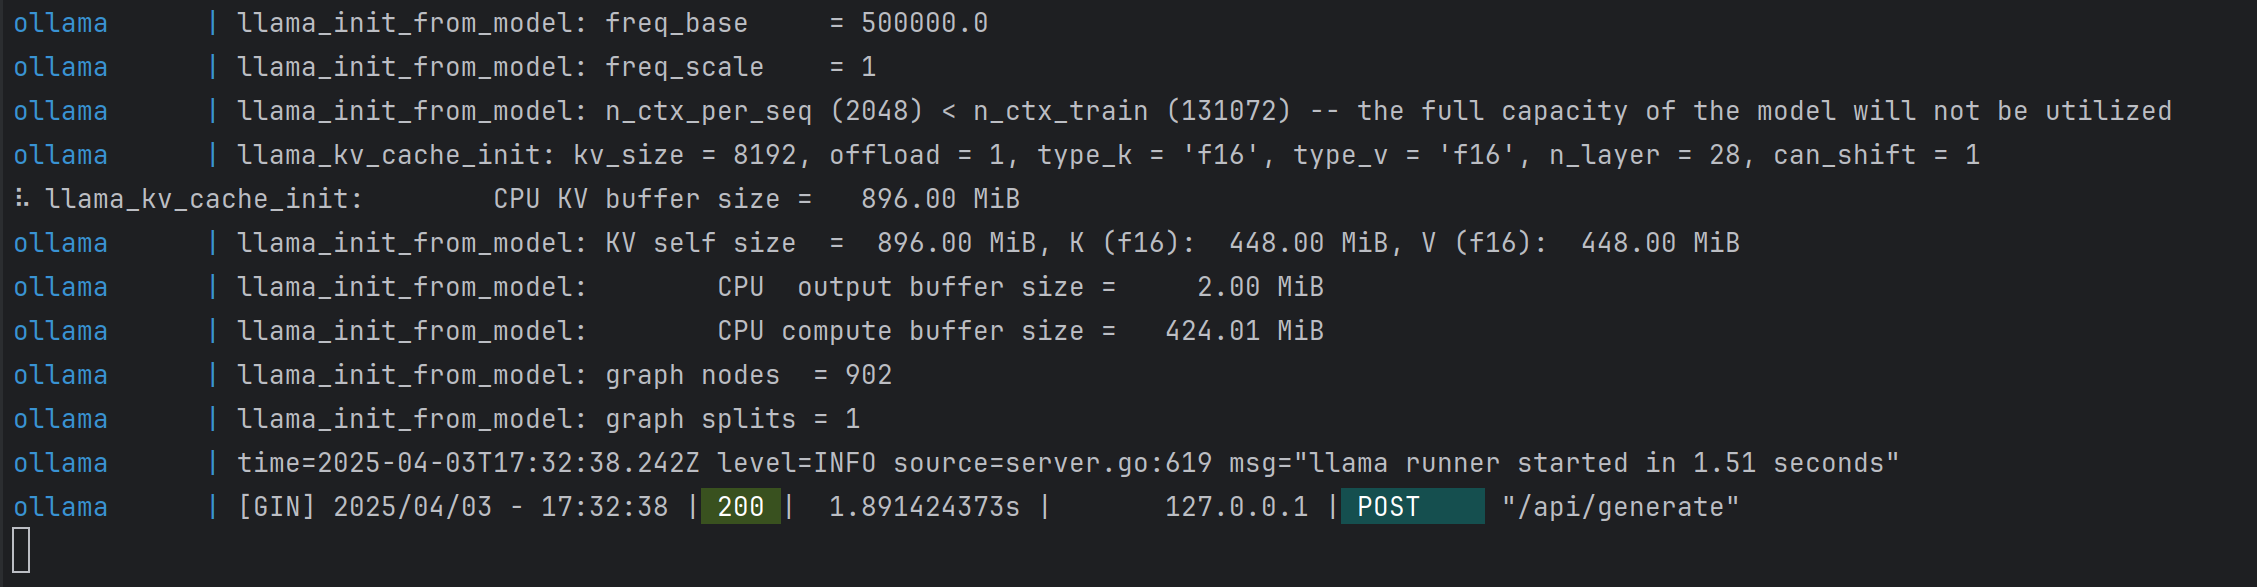 ollama | llama_init_from_model: freq_base = 500000.0
ollama | llama_init_from_model: freq_scale = 1
ollama | llama_init_from_model: n_ctx_per_seq (2048) < n_ctx_train (131072) -- the full capacity of the model will not be utilized
ollama | llama_kv_cache_init: kv_size = 8192, offload = 1, type_k = 'f16', type_v = 'f16', n_layer = 28, can_shift = 1
⠧ llama_kv_cache_init: CPU KV buffer size = 896.00 MiB
ollama | llama_init_from_model: KV self size = 896.00 MiB, K (f16): 448.00 MiB, V (f16): 448.00 MiB
ollama | llama_init_from_model: CPU output buffer size = 2.00 MiB
ollama | llama_init_from_model: CPU compute buffer size = 424.01 MiB
ollama | llama_init_from_model: graph nodes = 902
ollama | llama_init_from_model: graph splits = 1
ollama | time=2025-04-03T17:32:38.242Z level=INFO source=server.go:619 msg="llama runner started in 1.51 seconds"
ollama | [GIN] 2025/04/03 - 17:32:38 | 200 | 1.891424373s | 127.0.0.1 | POST "/api/generate"